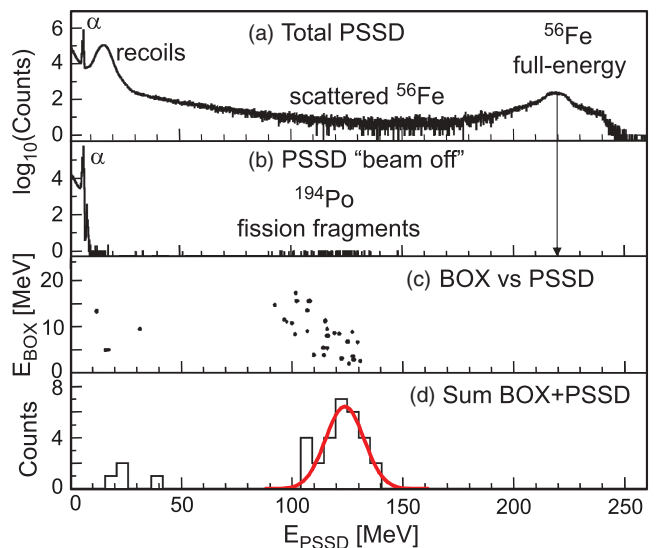 (a) Total PSSD
α
recoils
scattered ⁵⁶Fe
⁵⁶Fe
full-energy
6
4
2
0
log₁₀(Counts)
(b) PSSD “beam off”
α
¹⁹⁴Po
fission fragments
4
2
0
(c) BOX vs PSSD
20
10
0
E_BOX [MeV]
(d) Sum BOX+PSSD
8
4
0
Counts
0 50 100 150 200 250
E_PSSD [MeV]